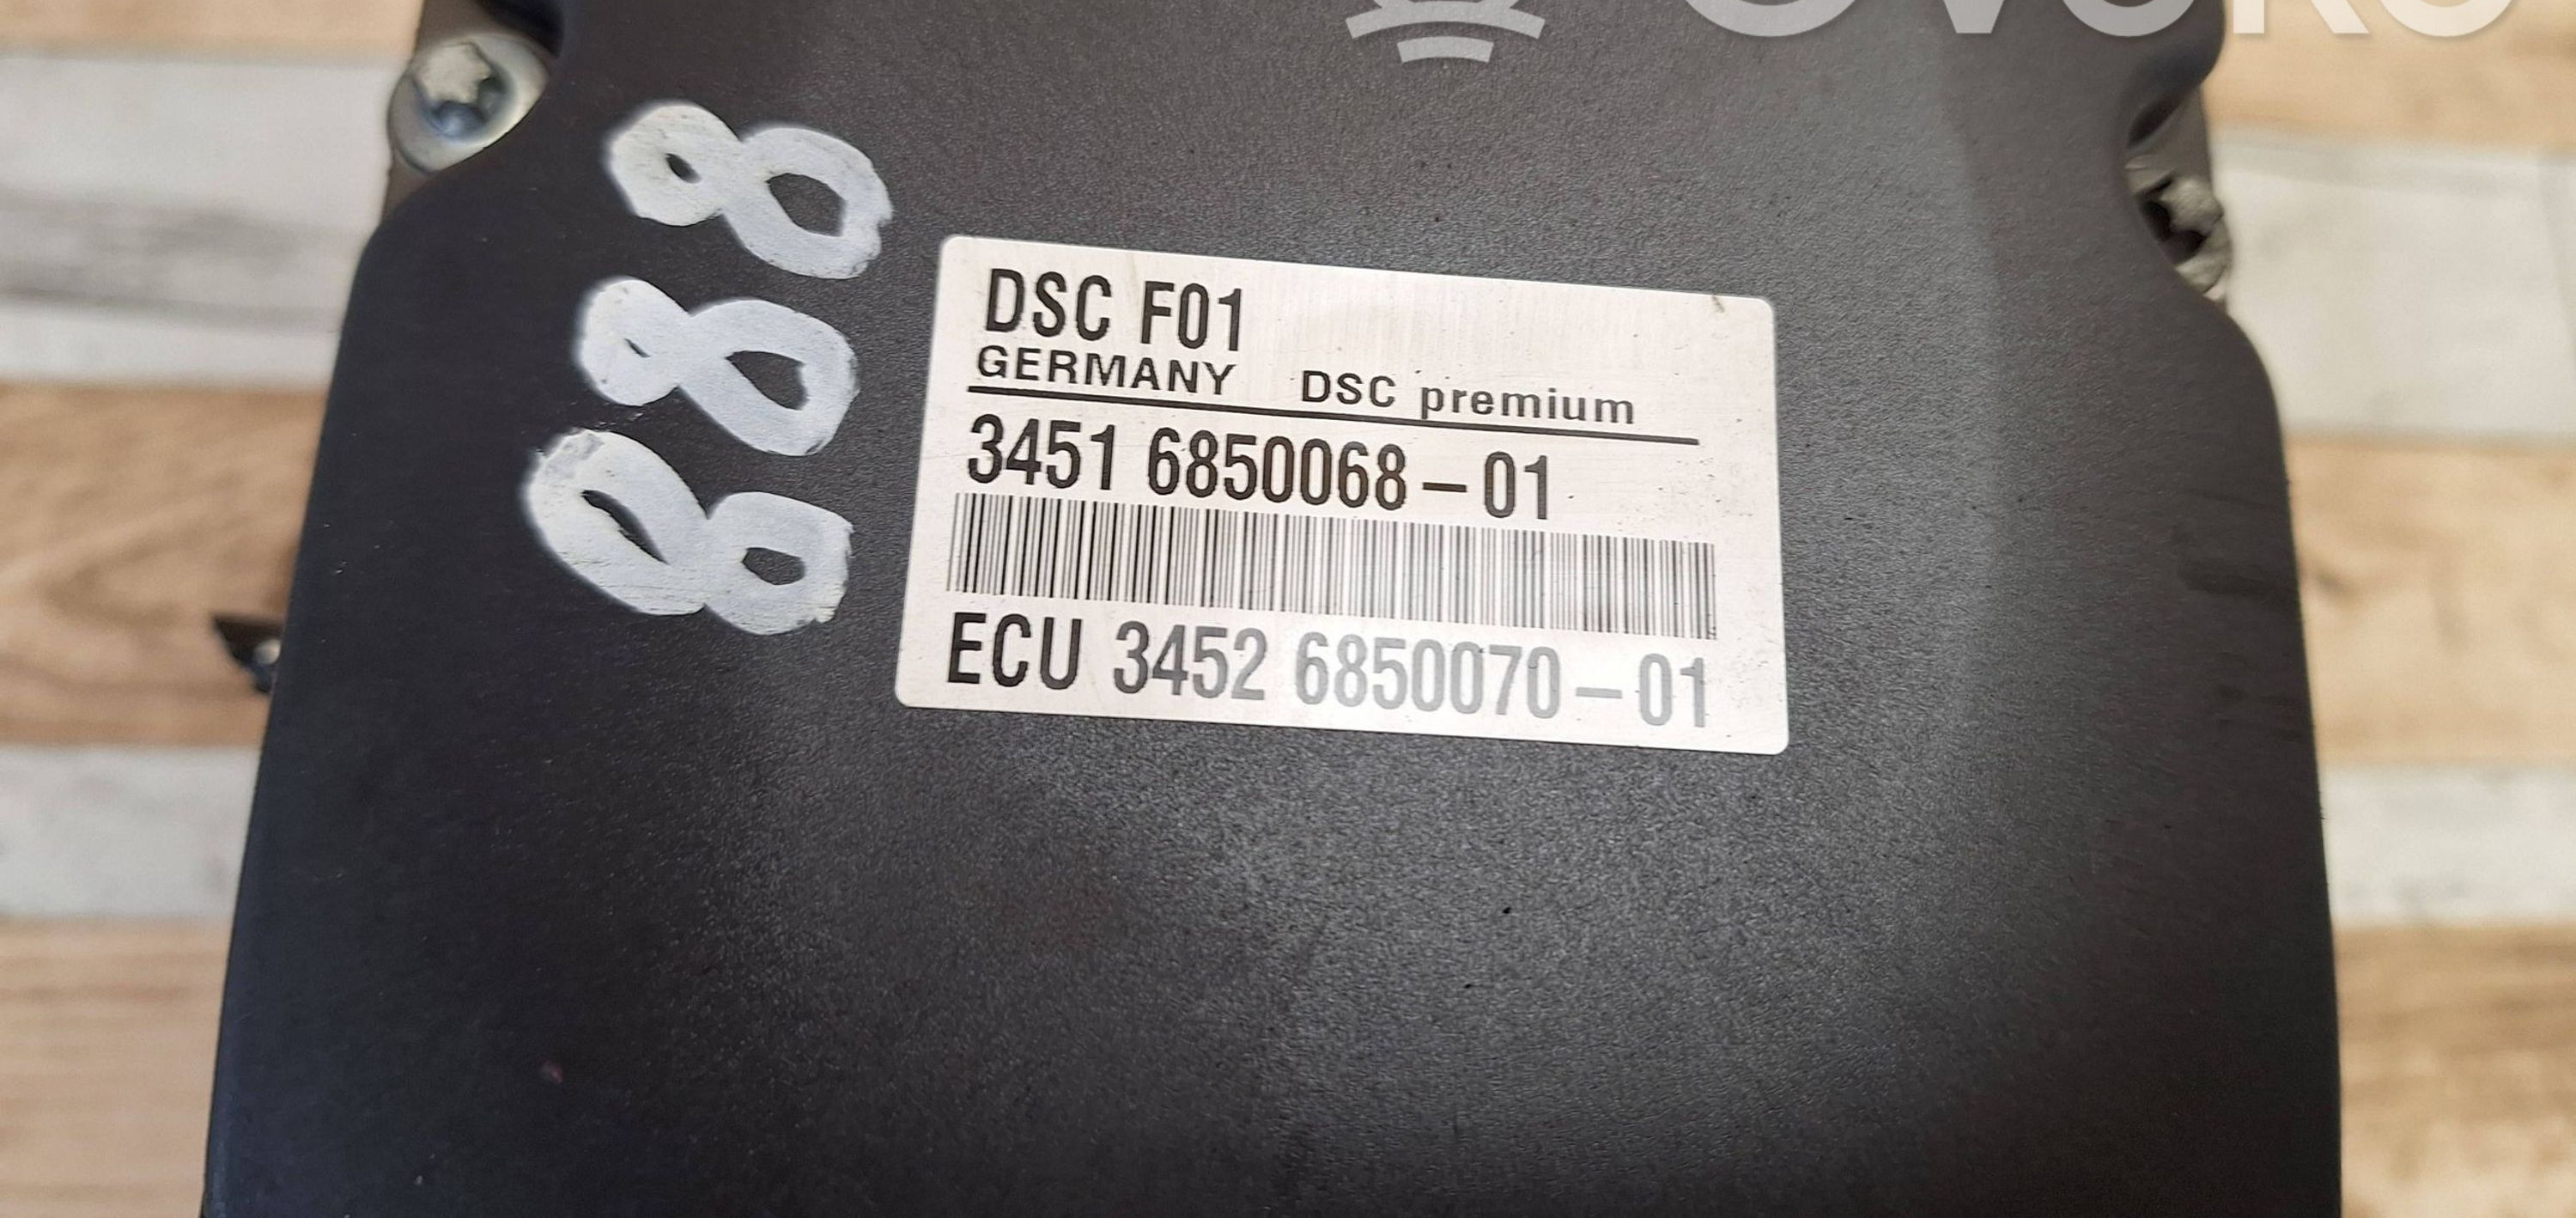 DSC F01
GERMANY DSC premium
3451 6850068-01
ECU 3452 6850070-01
888